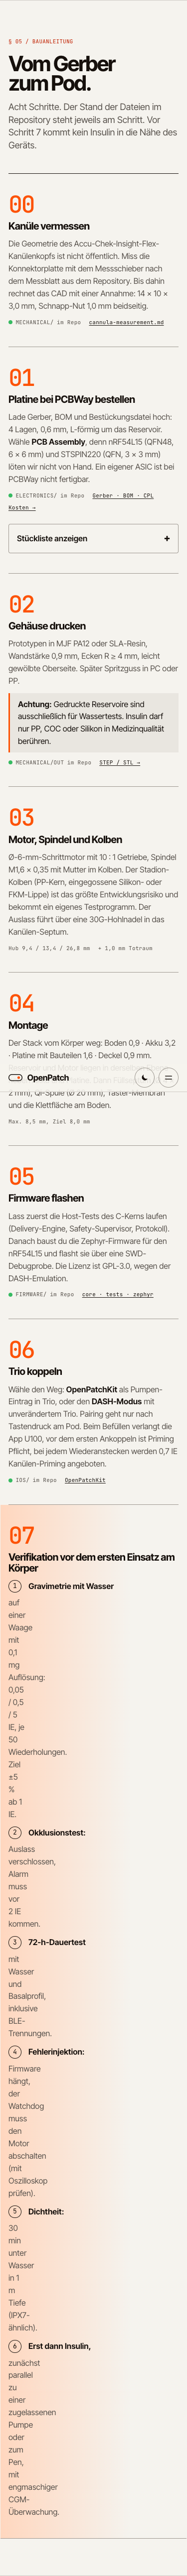 § 05 / BAUANLEITUNG
Vom Gerber
zum Pod.
Acht Schritte. Der Stand der Dateien im
Repository steht jeweils am Schritt. Vor
Schritt 7 kommt kein Insulin in die Nähe des
Geräts.
00
Kanüle vermessen
Die Geometrie des Accu-Chek-Insight-Flex-
Kanülenkopfs ist nicht öffentlich. Miss die
Konnektorplatte mit dem Messschieber nach
dem Messblatt aus dem Repository. Bis dahin
rechnet das CAD mit einer Annahme: 14 × 10 ×
3,0 mm, Schnapp-Nut 1,0 mm beidseitig.
MECHANICAL/ im Repo cannula-measurement.md
01
Platine bei PCBWay bestellen
Lade Gerber, BOM und Bestückungsdatei hoch:
4 Lagen, 0,6 mm, L-förmig um das Reservoir.
Wähle PCB Assembly, denn nRF54L15 (QFN48,
6 × 6 mm) und STSPIN220 (QFN, 3 × 3 mm)
löten wir nicht von Hand. Ein eigener ASIC ist bei
PCBWay nicht fertigbar.
ELECTRONICS/ im Repo Gerber · BOM · CPL
Kosten →
Stückliste anzeigen +
02
Gehäuse drucken
Prototypen in MJF PA12 oder SLA-Resin,
Wandstärke 0,9 mm, Ecken R ≥ 4 mm, leicht
gewölbte Oberseite. Später Spritzguss in PC oder
PP.
Achtung: Gedruckte Reservoire sind
ausschließlich für Wassertests. Insulin darf
nur PP, COC oder Silikon in Medizinqualität
berühren.
MECHANICAL/OUT im Repo STEP / STL →
03
Motor, Spindel und Kolben
Ø-6-mm-Schrittmotor mit 10 : 1 Getriebe, Spindel
M1,6 × 0,35 mit Mutter im Kolben. Der Stadion-
Kolben (PP-Kern, eingegossene Silikon- oder
FKM-Lippe) ist das größte Entwicklungsrisiko und
bekommt ein eigenes Testprogramm. Der
Auslass führt über eine 30G-Hohlnadel in das
Kanülen-Septum.
Hub 9,4 / 13,4 / 26,8 mm + 1,0 mm Totraum
04
Montage
Der Stack vom Körper weg: Boden 0,9 · Akku 3,2
· Platine mit Bauteilen 1,6 · Deckel 0,9 mm.
OpenPatch
2 mm), Qi-Spule (Ø 20 mm), Taster-Membran
und die Klettfläche am Boden.
Max. 8,5 mm, Ziel 8,0 mm
05
Firmware flashen
Lass zuerst die Host-Tests des C-Kerns laufen
(Delivery-Engine, Safety-Supervisor, Protokoll).
Danach baust du die Zephyr-Firmware für den
nRF54L15 und flashst sie über eine SWD-
Debugprobe. Die Lizenz ist GPL-3.0, wegen der
DASH-Emulation.
FIRMWARE/ im Repo core · tests · zephyr
06
Trio koppeln
Wähle den Weg: OpenPatchKit als Pumpen-
Eintrag in Trio, oder den DASH-Modus mit
unverändertem Trio. Pairing geht nur nach
Tastendruck am Pod. Beim Befüllen verlangt die
App U100, vor dem ersten Ankoppeln ist Priming
Pflicht, bei jedem Wiederanstecken werden 0,7 IE
Kanülen-Priming angeboten.
IOS/ im Repo OpenPatchKit
07
Verifikation vor dem ersten Einsatz am
Körper
1 Gravimetrie mit Wasser
auf
einer
Waage
mit
0,1
mg
Auflösung:
0,05
/ 0,5
/ 5
IE, je
50
Wiederholungen.
Ziel
±5
%
ab 1
IE.
2 Okklusionstest:
Auslass
verschlossen,
Alarm
muss
vor
2 IE
kommen.
3 72-h-Dauertest
mit
Wasser
und
Basalprofil,
inklusive
BLE-
Trennungen.
4 Fehlerinjektion:
Firmware
hängt,
der
Watchdog
muss
den
Motor
abschalten
(mit
Oszilloskop
prüfen).
5 Dichtheit:
30
min
unter
Wasser
in 1
m
Tiefe
(IPX7-
ähnlich).
6 Erst dann Insulin,
zunächst
parallel
zu
einer
zugelassenen
Pumpe
oder
zum
Pen,
mit
engmaschiger
CGM-
Überwachung.